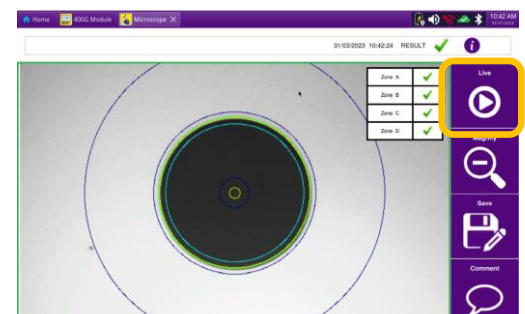 Home 400G Module Microscope X 10:42 AM
31/03/2023 10:42:24 RESULT
Live
Zone A
Zone B
Zone C
Zone D
Magnify
Save
Comment